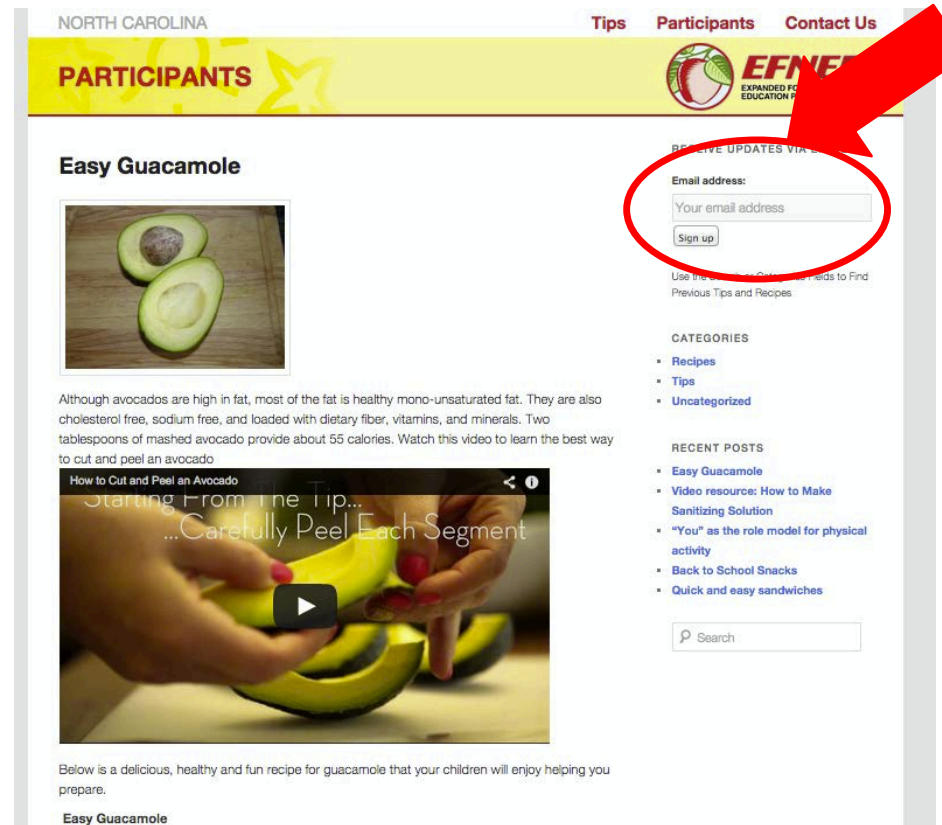 NORTH CAROLINA
Tips Participants Contact Us
PARTICIPANTS
EXPANDED
EDUCATION
Easy Guacamole
RECEIVE UPDATES VIA
Email address:
Your email address
Sign up
Use the Categories Fields to Find
Previous Tips and Recipes
CATEGORIES
Recipes
Tips
Uncategorized
Although avocados are high in fat, most of the fat is healthy mono-unsaturated fat. They are also
cholesterol free, sodium free, and loaded with dietary fiber, vitamins, and minerals. Two
tablespoons of mashed avocado provide about 55 calories. Watch this video to learn the best way
to cut and peel an avocado
How to Cut and Peel an Avocado
Starting From The Tip...
...Carefully Peel Each Segment
RECENT POSTS
Easy Guacamole
Video resource: How to Make
Sanitizing Solution
"You" as the role model for physical
activity
Back to School Snacks
Quick and easy sandwiches
Search
Below is a delicious, healthy and fun recipe for guacamole that your children will enjoy helping you
prepare.
Easy Guacamole